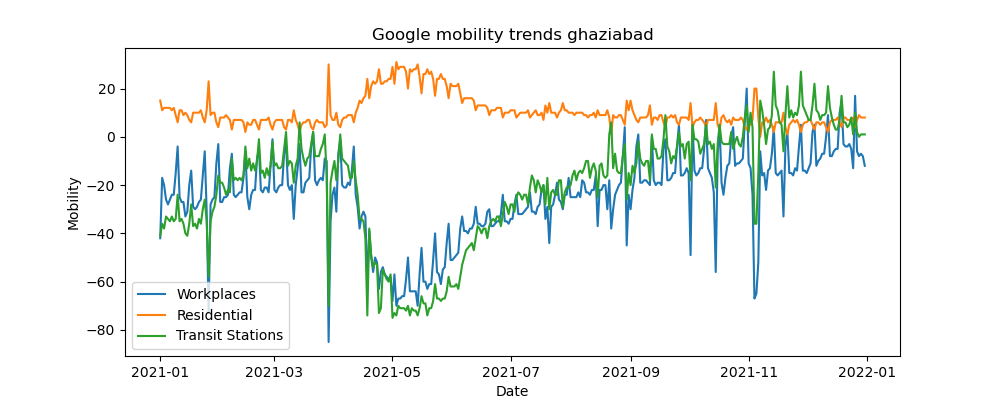 Google mobility trends ghaziabad
Mobility
20
0
−20
−40
−60
−80
Workplaces
Residential
Transit Stations
2021-01
2021-03
2021-05
2021-07
2021-09
2021-11
2022-01
Date